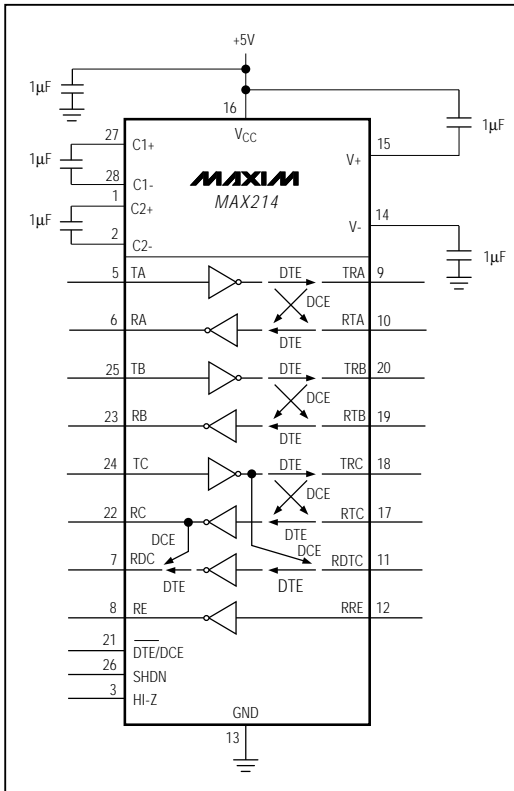 +5V
1µF
16
VCC
27
C1+
1µF
28
C1-
1
C2+
1µF
2
C2-
MAXIM
MAX214
15
V+
1µF
14
V-
1µF
5 TA DTE TRA 9
DCE
6 RA DTE RTA 10
25 TB DTE TRB 20
DCE
23 RB DTE RTB 19
24 TC DTE TRC 18
DCE
22 RC DTE RTC 17
DCE DCE
7 RDC DTE DTE RDTC 11
8 RE RRE 12
21 DTE/DCE
26 SHDN
3 HI-Z
GND
13